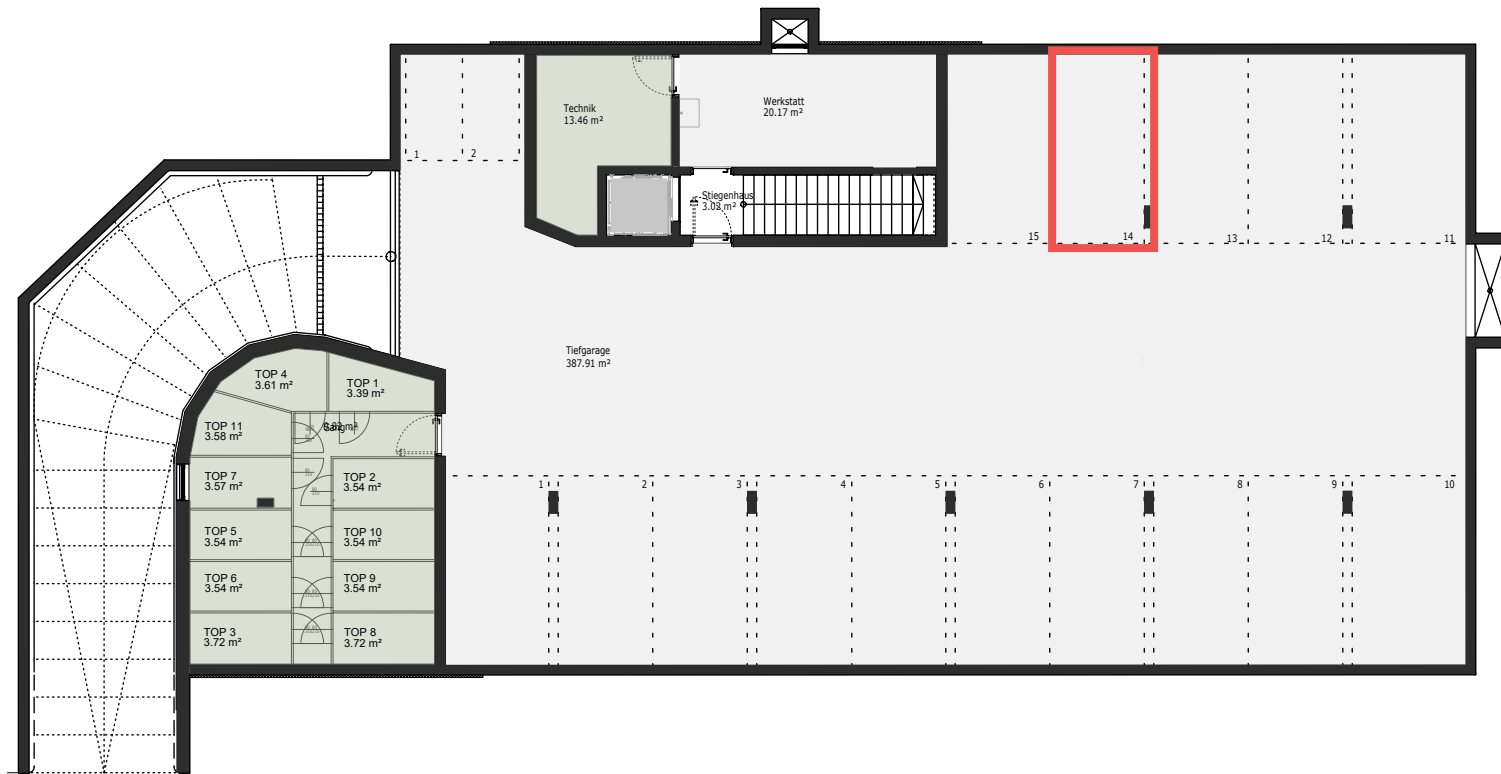 Technik
13.46 m²
Werkstatt
20.17 m²
1
2
Stiegenhaus
3.02 m²
15
14
13
12
11
Tiefgarage
387.91 m²
TOP 4
3.61 m²
TOP 1
3.39 m²
TOP 11
3.58 m²
Gang
TOP 7
3.57 m²
TOP 2
3.54 m²
TOP 5
3.54 m²
TOP 10
3.54 m²
TOP 6
3.54 m²
TOP 9
3.54 m²
TOP 3
3.72 m²
TOP 8
3.72 m²
1
2
3
4
5
6
7
8
9
10